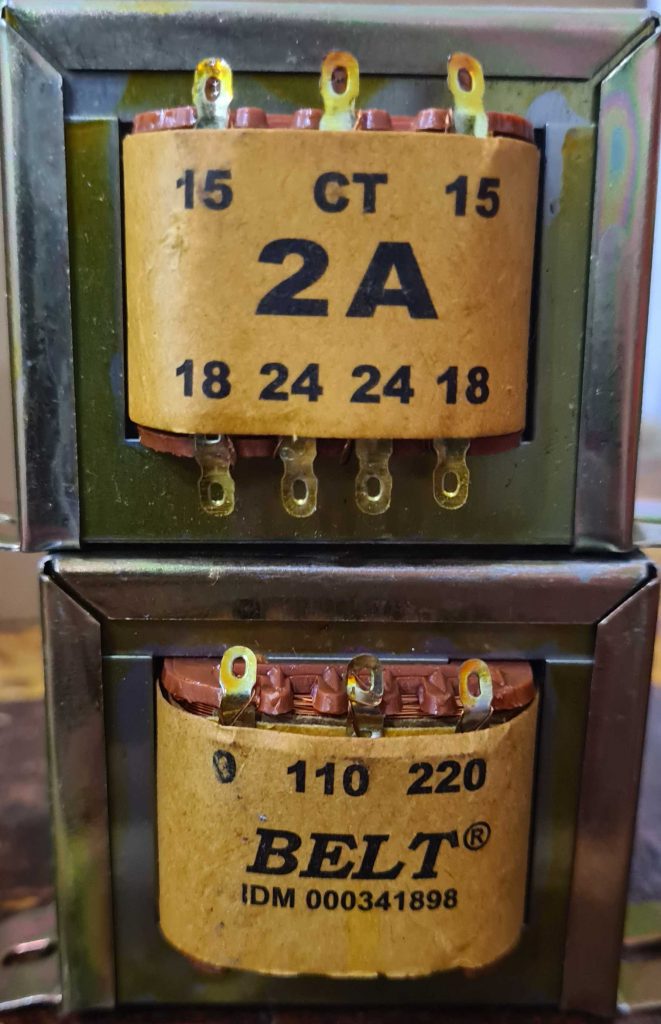 15 CT 15
2A
18 24 24 18
0 110 220
BELT®
IDM 000341898